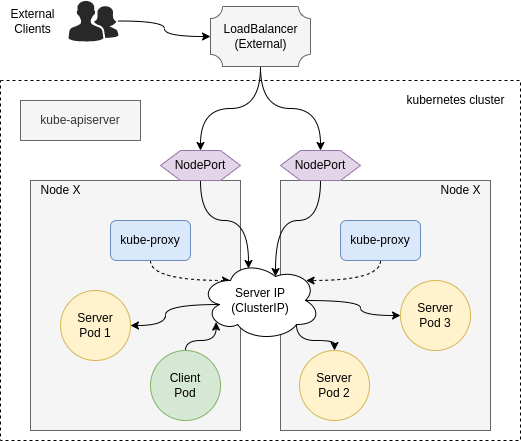 External
Clients
LoadBalancer
(External)
kubernetes cluster
kube-apiserver
NodePort
NodePort
Node X
Node X
kube-proxy
kube-proxy
Server IP
(ClusterIP)
Server
Pod 1
Server
Pod 3
Client
Pod
Server
Pod 2